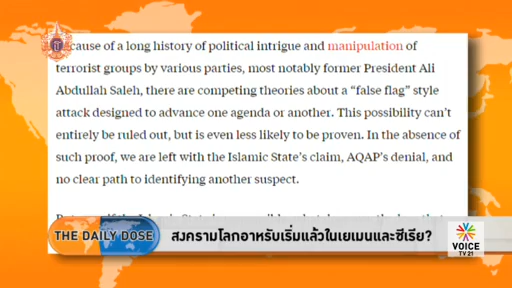 cause of a long history of political intrigue and manipulation of
terrorist groups by various parties, most notably former President Ali
Abdullah Saleh, there are competing theories about a “false flag” style
attack designed to advance one agenda or another. This possibility can’t
entirely be ruled out, but is even less likely to be proven. In the absence of
such proof, we are left with the Islamic State’s claim, AQAP’s denial, and
no clear path to identifying another suspect.
THE DAILY DOSE
สงครามโลกอาหรับเริ่มแล้วในเยเมนและซีเรีย?
VOICE
TV 21